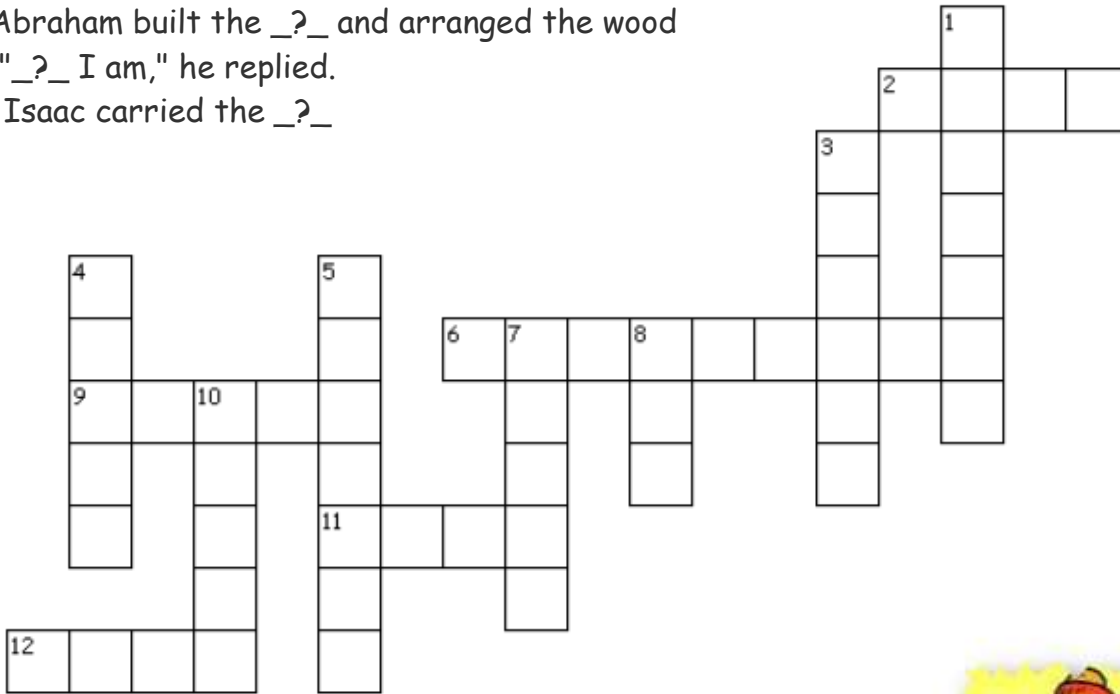 Abraham built the _?_ and arranged the wood
"_?_ I am," he replied.
Isaac carried the _?_
1
2
3
4
5
6 7 8
9 10
11
12